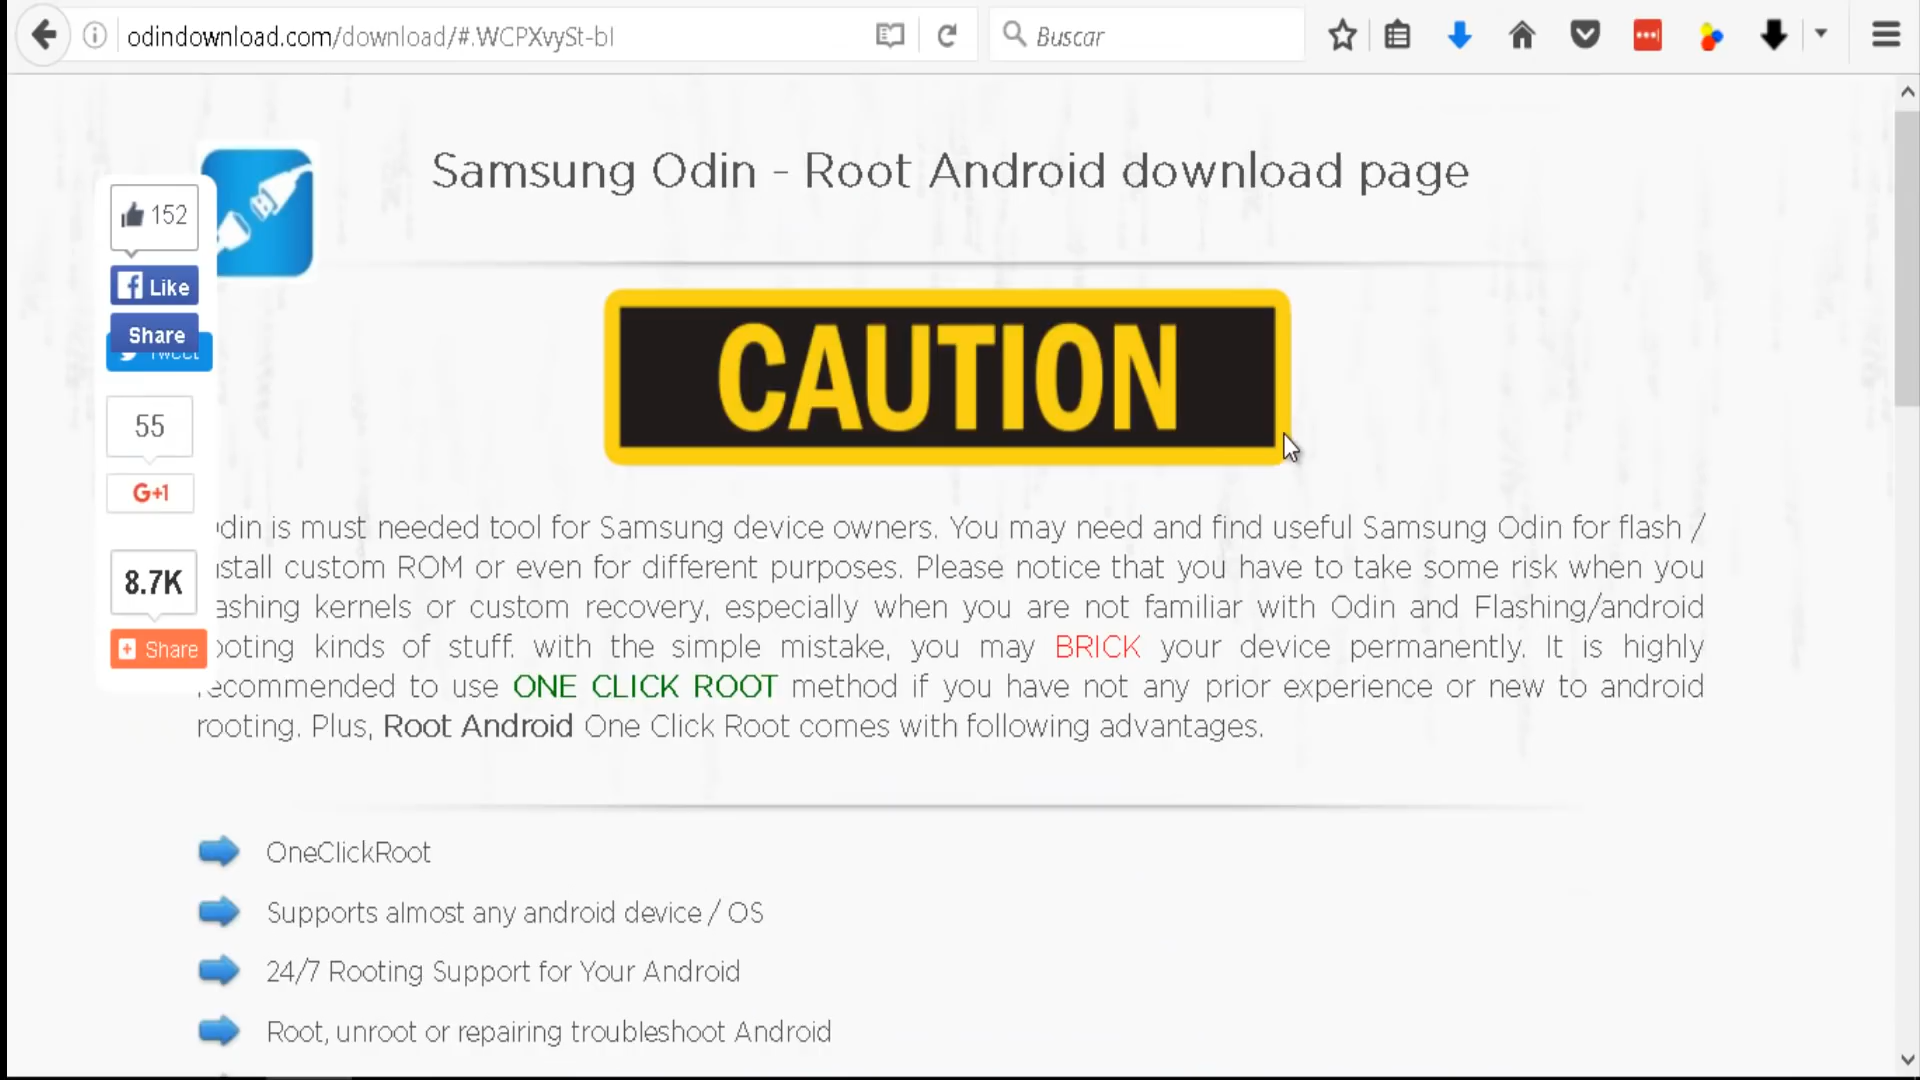 odindownload.com/download/#.WCPXvySt-bI
Buscar
Samsung Odin - Root Android download page
152
Like
Share
Tweet
55
G+1
8.7K
Share
CAUTION
din is must needed tool for Samsung device owners. You may need and find useful Samsung Odin for flash /
stall custom ROM or even for different purposes. Please notice that you have to take some risk when you
ashing kernels or custom recovery, especially when you are not familiar with Odin and Flashing/android
ooting kinds of stuff. with the simple mistake, you may BRICK your device permanently. It is highly
recommended to use ONE CLICK ROOT method if you have not any prior experience or new to android
rooting. Plus, Root Android One Click Root comes with following advantages.
OneClickRoot
Supports almost any android device / OS
24/7 Rooting Support for Your Android
Root, unroot or repairing troubleshoot Android